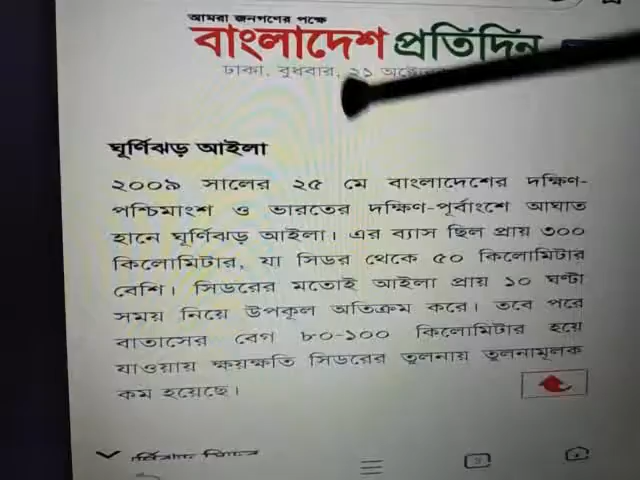 আমরা জনগণের পক্ষে
বাংলাদেশ প্রতিদিন
ঢাকা, বুধবার, ২১
ঘূর্ণিঝড় আইলা
২০০৯ সালের ২৫ মে বাংলাদেশের দক্ষিণ-
পশ্চিমাংশ ও ভারতের দক্ষিণ-পূর্বাংশে আঘাত
হানে ঘূর্ণিঝড় আইলা। এর ব্যাস ছিল প্রায় ৩০০
কিলোমিটার, যা সিডর থেকে ৫০ কিলোমিটার
বেশি। সিডরের মতোই আইলা প্রায় ১০ ঘণ্টা
সময় নিয়ে উপকূল অতিক্রম করে। তবে পরে
বাতাসের বেগ ৮০-১০০ কিলোমিটার হয়ে
যাওয়ায় ক্ষয়ক্ষতি সিডরের তুলনায় তুলনামূলক
কম হয়েছে।